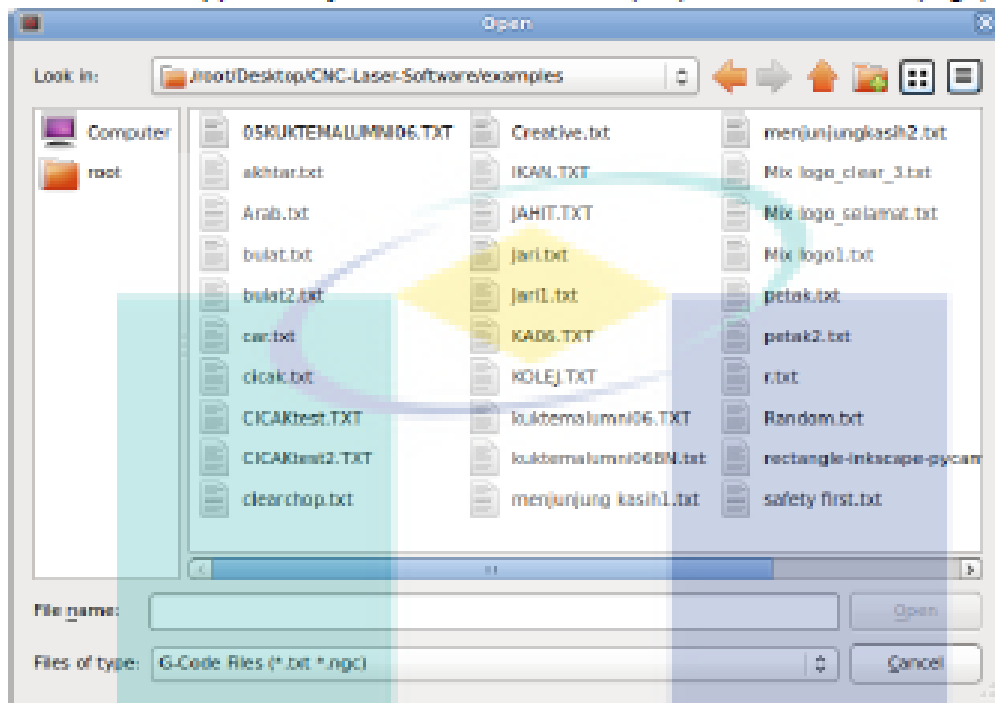 Open
Look in: /root/Desktop/CNC-Laser-Software/examples
Computer
root
05KUKTEMALUMNI06.TXT
akhtar.txt
Arab.txt
bulat.txt
bulat2.txt
car.txt
cicak.txt
CICAKtest.TXT
CICAKtest2.TXT
clearchop.txt
Creative.txt
IKAN.TXT
JAHIT.TXT
jari.txt
jari1.txt
KA06.TXT
KOLEJ.TXT
kuktemalumni06.TXT
kuktemalumni06BN.txt
menjunjung kasih1.txt
menjunjungkasih2.txt
Mix logo_clear_3.txt
Mix logo_selamat.txt
Mix logo1.txt
petak.txt
petak2.txt
r.txt
Random.txt
rectangle-inkscape-pycam
safety first.txt
File name:
Open
Files of type: G-Code Files (*.txt *.ngc)
Cancel